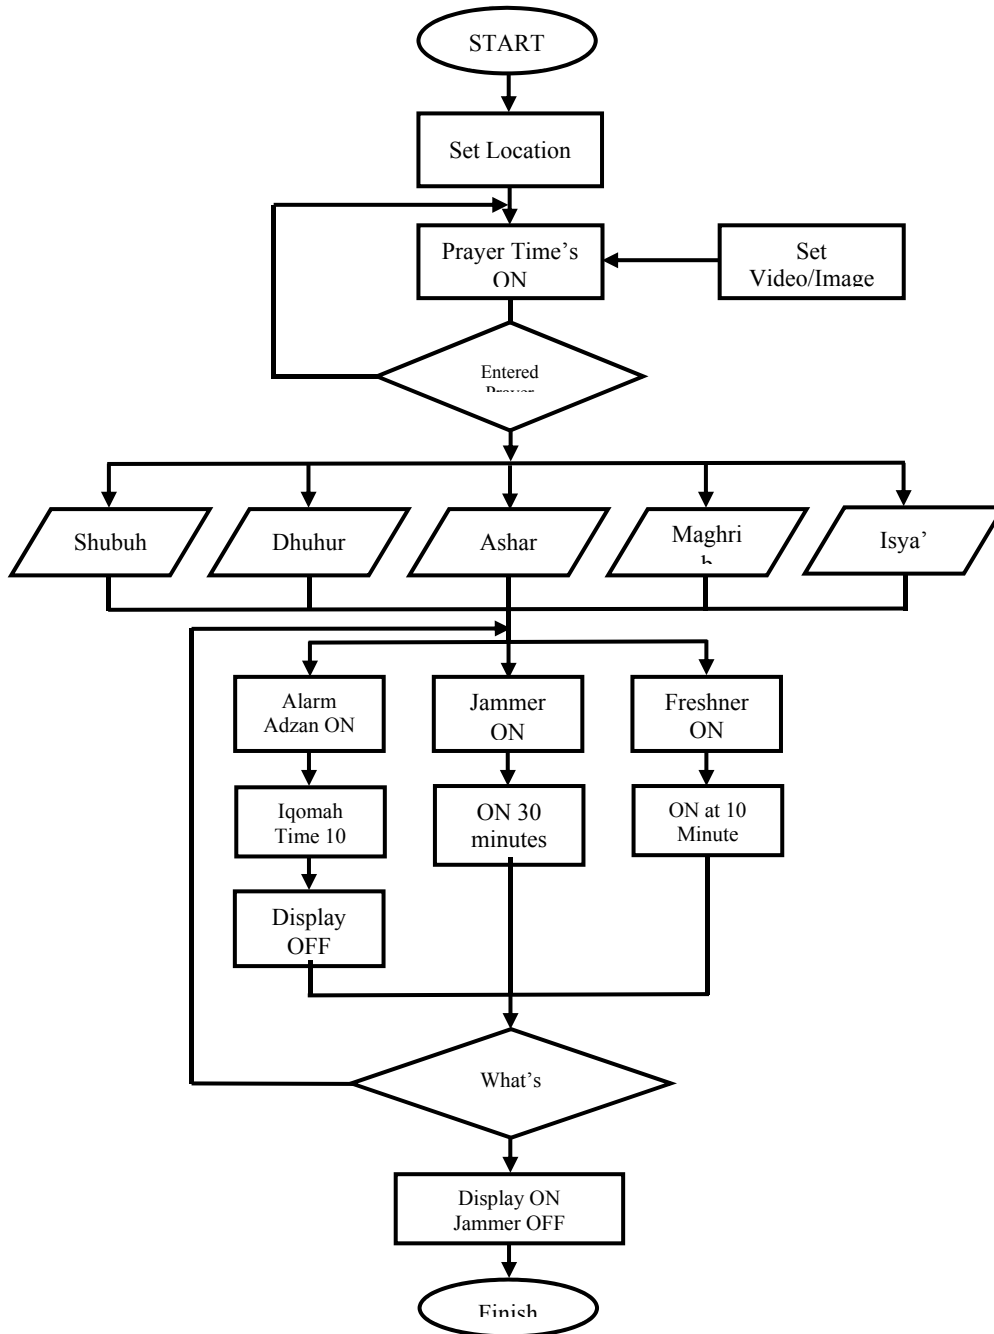 START
Set Location
Prayer Time's
ON
Set
Video/Image
Entered
Prayer
Shubuh
Dhuhur
Ashar
Maghri
b
Isya'
Alarm
Adzan ON
Jammer
ON
Freshner
ON
Iqomah
Time 10
ON 30
minutes
ON at 10
Minute
Display
OFF
What's
Display ON
Jammer OFF
Finish